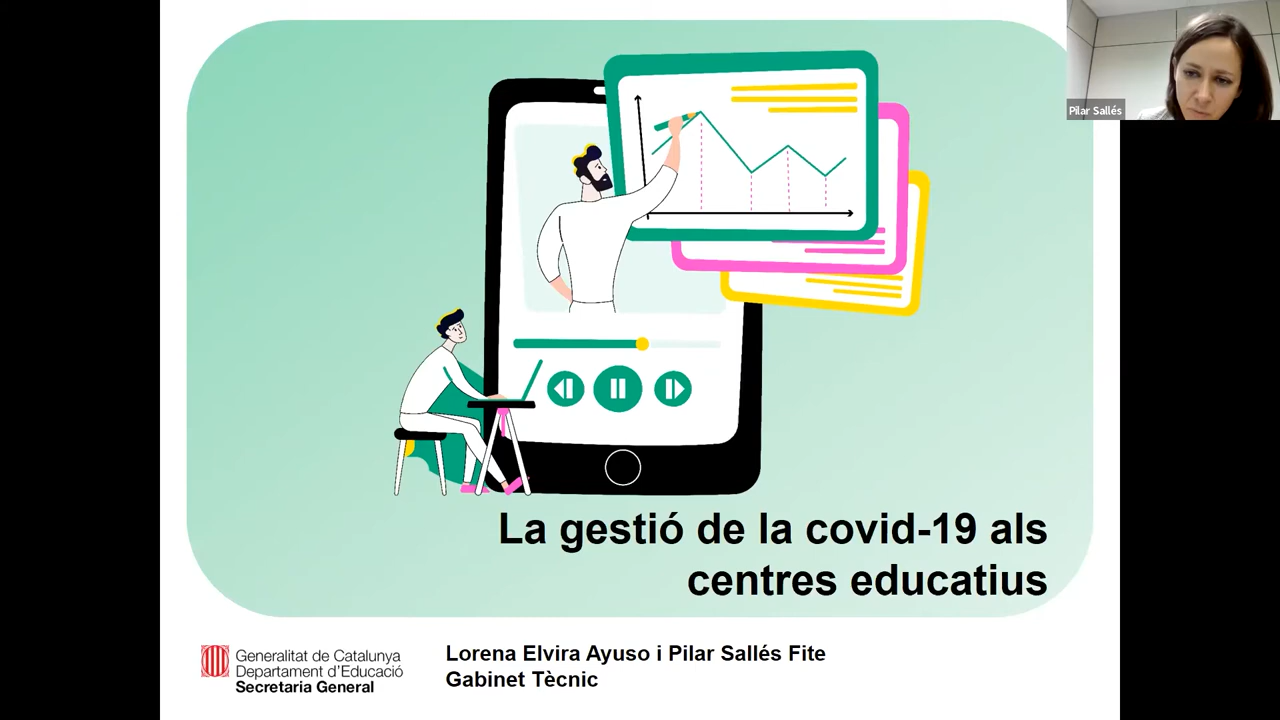 Pilar Sallés
La gestió de la covid-19 als
centres educatius
Generalitat de Catalunya
Departament d'Educació
Secretaria General
Lorena Elvira Ayuso i Pilar Sallés Fite
Gabinet Tècnic